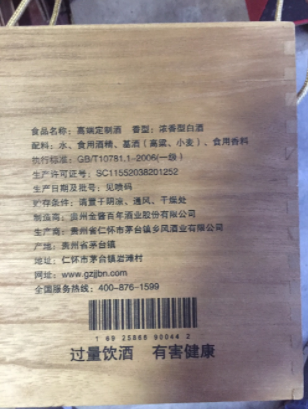 食品名称：高端定制酒　香型：浓香型白酒
配料：水、食用酒精、基酒（高粱、小麦）、食用香料
执行标准：GB/T10781.1-2006(一级)
生产许可证号：SC11552038201252
生产日期及批号：见喷码
贮存条件：请置于阴凉、通风、干燥处
制造商：贵州金酱百年酒业股份有限公司
生产商：贵州省仁怀市茅台镇乡风酒业有限公司
产地：贵州省茅台镇
地址：仁怀市茅台镇岩滩村
网址：www.gzjjbn.com
全国服务热线：400-876-1599
1 69 25866 90044 2
过量饮酒　有害健康